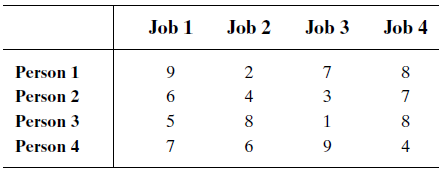 Job 1 Job 2 Job 3 Job 4
Person 1 9 2 7 8
Person 2 6 4 3 7
Person 3 5 8 1 8
Person 4 7 6 9 4